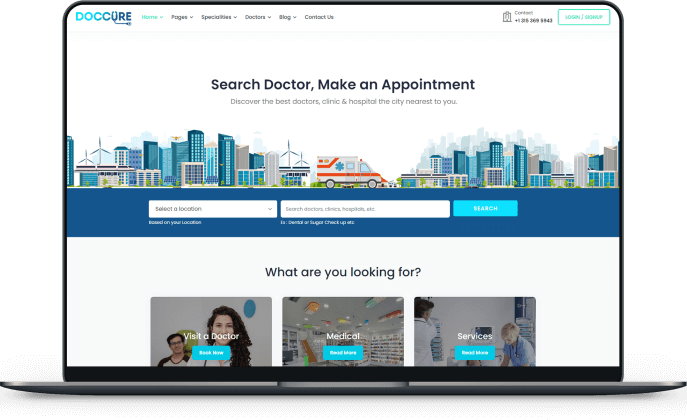 DOCCURE
Home Pages Specialities Doctors Blog Contact Us
Contact
+1 315 369 5943
LOGIN / SIGNUP
Search Doctor, Make an Appointment
Discover the best doctors, clinic & hospital the city nearest to you.
Select a location
Search doctors, clinics, hospitals, etc.
SEARCH
Based on your Location
Ex : Dental or Sugar Check up etc
What are you looking for?
Visit a Doctor
Medical
Services
Book Now
Read More
Read More